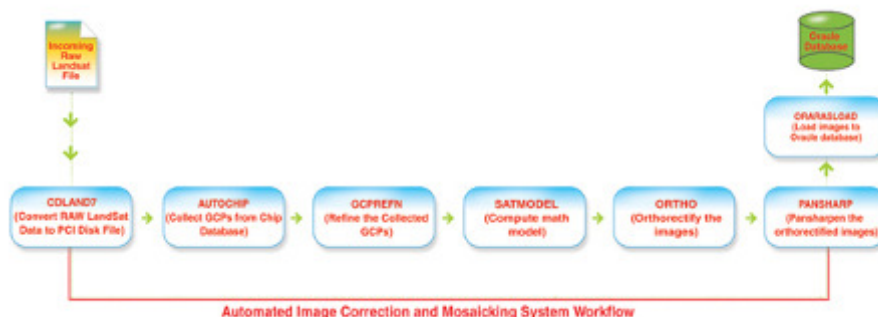 Incoming
Raw
Landsat
File
Oracle
Database
ORARASLOAD
(Load images to
Oracle database)
CDLAND7
(Convert RAW LandSat
Data to PCI Disk File)
AUTOCHIP
(Collect GCPs from Chip
Database)
GCPREFN
(Refine the Collected
GCPs)
SATMODEL
(Compute math
model)
ORTHO
(Orthorectify the
images)
PANSHARP
(Pansharpen the
orthorectified images)
Automated Image Correction and Mosaicking System Workflow